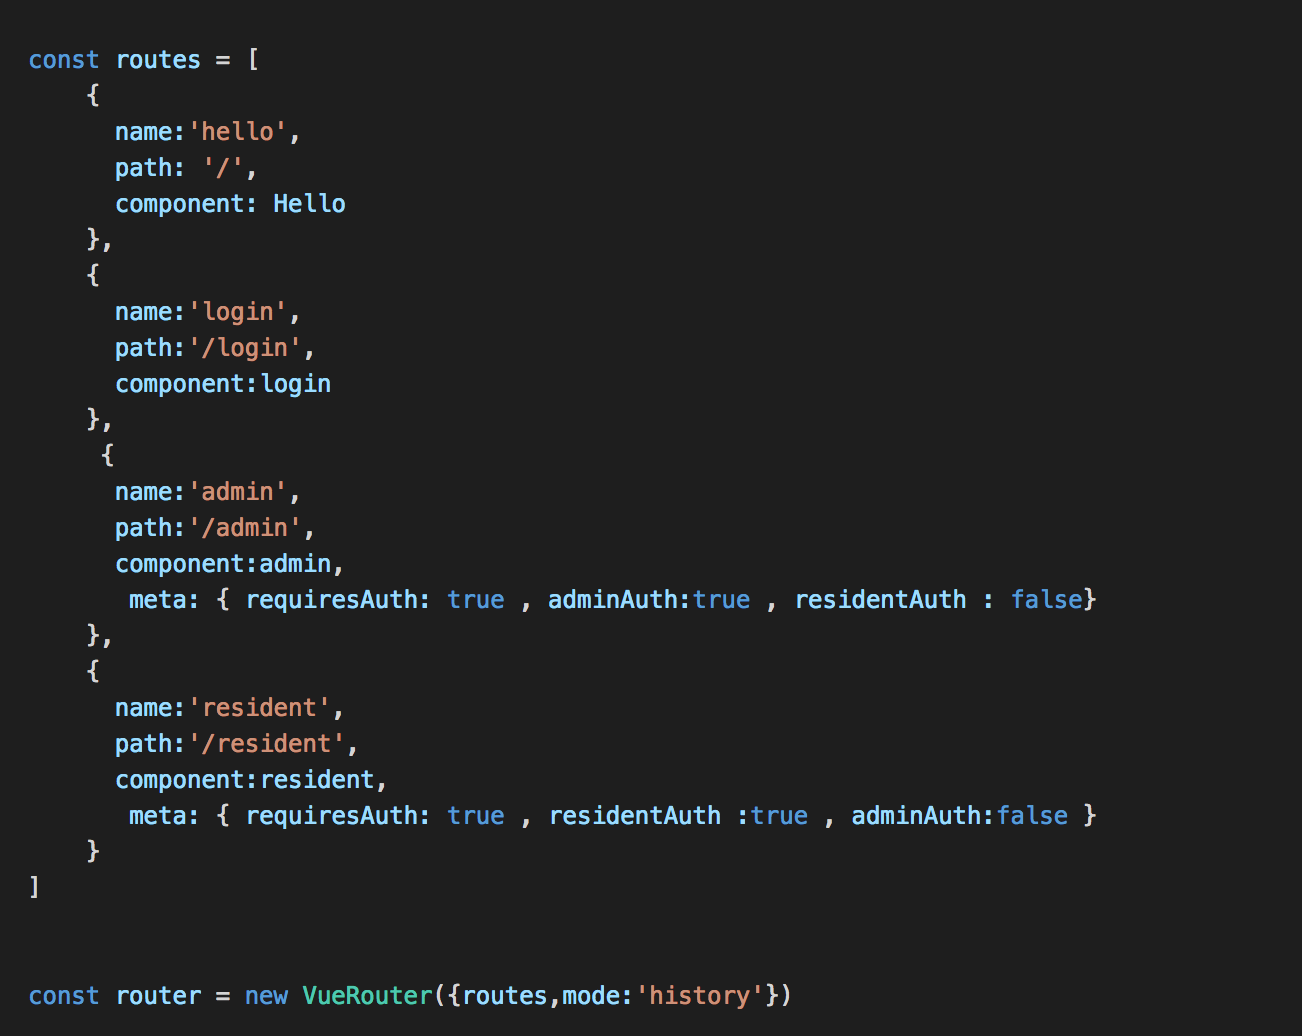 const routes = [
    {
      name:'hello',
      path: '/',
      component: Hello
    },
    {
      name:'login',
      path:'/login',
      component:login
    },
     {
      name:'admin',
      path:'/admin',
      component:admin,
       meta: { requiresAuth: true , adminAuth:true , residentAuth : false}
    },
    {
      name:'resident',
      path:'/resident',
      component:resident,
       meta: { requiresAuth: true , residentAuth :true , adminAuth:false }
    }
]
const router = new VueRouter({routes,mode:'history'})